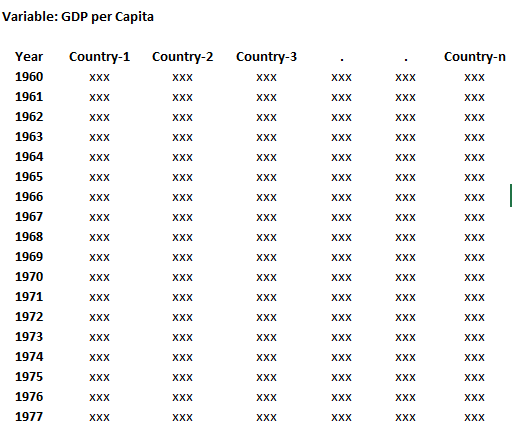 Variable: GDP per Capita
Year Country-1 Country-2 Country-3 . . Country-n
1960 xxx xxx xxx xxx xxx xxx
1961 xxx xxx xxx xxx xxx xxx
1962 xxx xxx xxx xxx xxx xxx
1963 xxx xxx xxx xxx xxx xxx
1964 xxx xxx xxx xxx xxx xxx
1965 xxx xxx xxx xxx xxx xxx
1966 xxx xxx xxx xxx xxx xxx
1967 xxx xxx xxx xxx xxx xxx
1968 xxx xxx xxx xxx xxx xxx
1969 xxx xxx xxx xxx xxx xxx
1970 xxx xxx xxx xxx xxx xxx
1971 xxx xxx xxx xxx xxx xxx
1972 xxx xxx xxx xxx xxx xxx
1973 xxx xxx xxx xxx xxx xxx
1974 xxx xxx xxx xxx xxx xxx
1975 xxx xxx xxx xxx xxx xxx
1976 xxx xxx xxx xxx xxx xxx
1977 xxx xxx xxx xxx xxx xxx